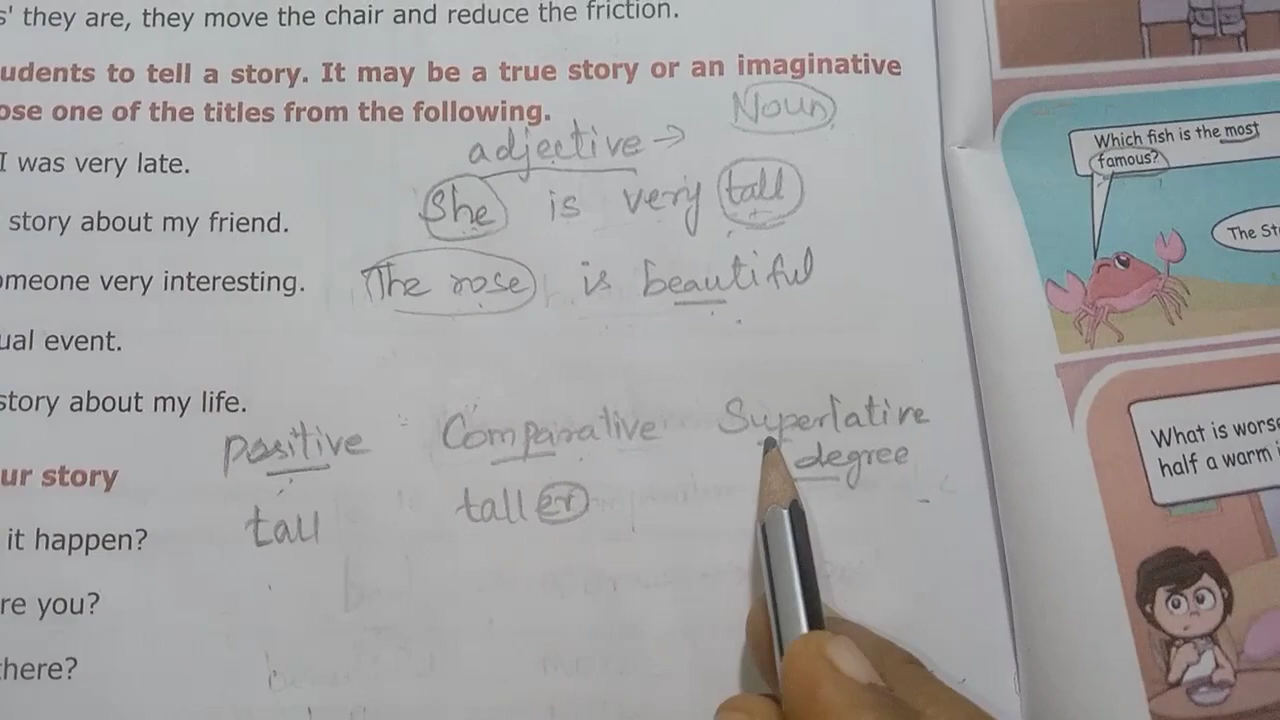 s' they are, they move the chair and reduce the friction.
udents to tell a story. It may be a true story or an imaginative
ose one of the titles from the following.
Noun
adjective →
I was very late.
She is very tall
story about my friend.
The rose is beautiful
omeone very interesting.
ual event.
story about my life.
positive Comparative Superlative
degree
ur story
tall taller
it happen?
re you?
there?
Which fish is the most
famous?
The St
What is worse
half a warm